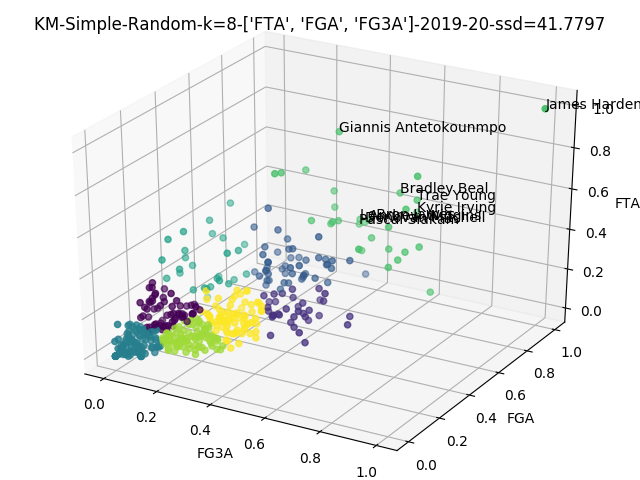 KM-Simple-Random-k=8-['FTA', 'FGA', 'FG3A']-2019-20-ssd=41.7797
James Harden
Giannis Antetokounmpo
Bradley Beal
Trae Young
Kyrie Irving
Pascal Siakam
FTA
1.0
0.8
0.6
0.4
0.2
0.0
FGA
1.0
0.8
0.6
0.4
0.2
0.0
FG3A
0.0
0.2
0.4
0.6
0.8
1.0